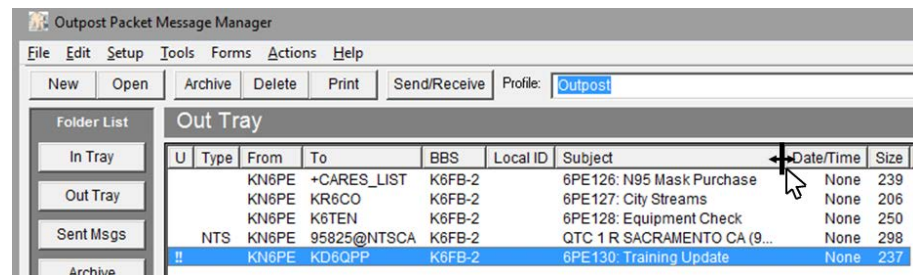 Outpost Packet Message Manager
File Edit Setup Tools Forms Actions Help
New Open Archive Delete Print Send/Receive Profile: Outpost
Folder List Out Tray
In Tray U Type From To BBS Local ID Subject Date/Time Size
KN6PE +CARES_LIST K6FB-2 6PE126: N95 Mask Purchase None 239
Out Tray KN6PE KR6CO K6FB-2 6PE127: City Streams None 206
KN6PE K6TEN K6FB-2 6PE128: Equipment Check None 250
Sent Msgs NTS KN6PE 95825@NTSCA K6FB-2 QTC 1 R SACRAMENTO CA (9... None 298
!! KN6PE KD6QPP K6FB-2 6PE130: Training Update None 237
Archive